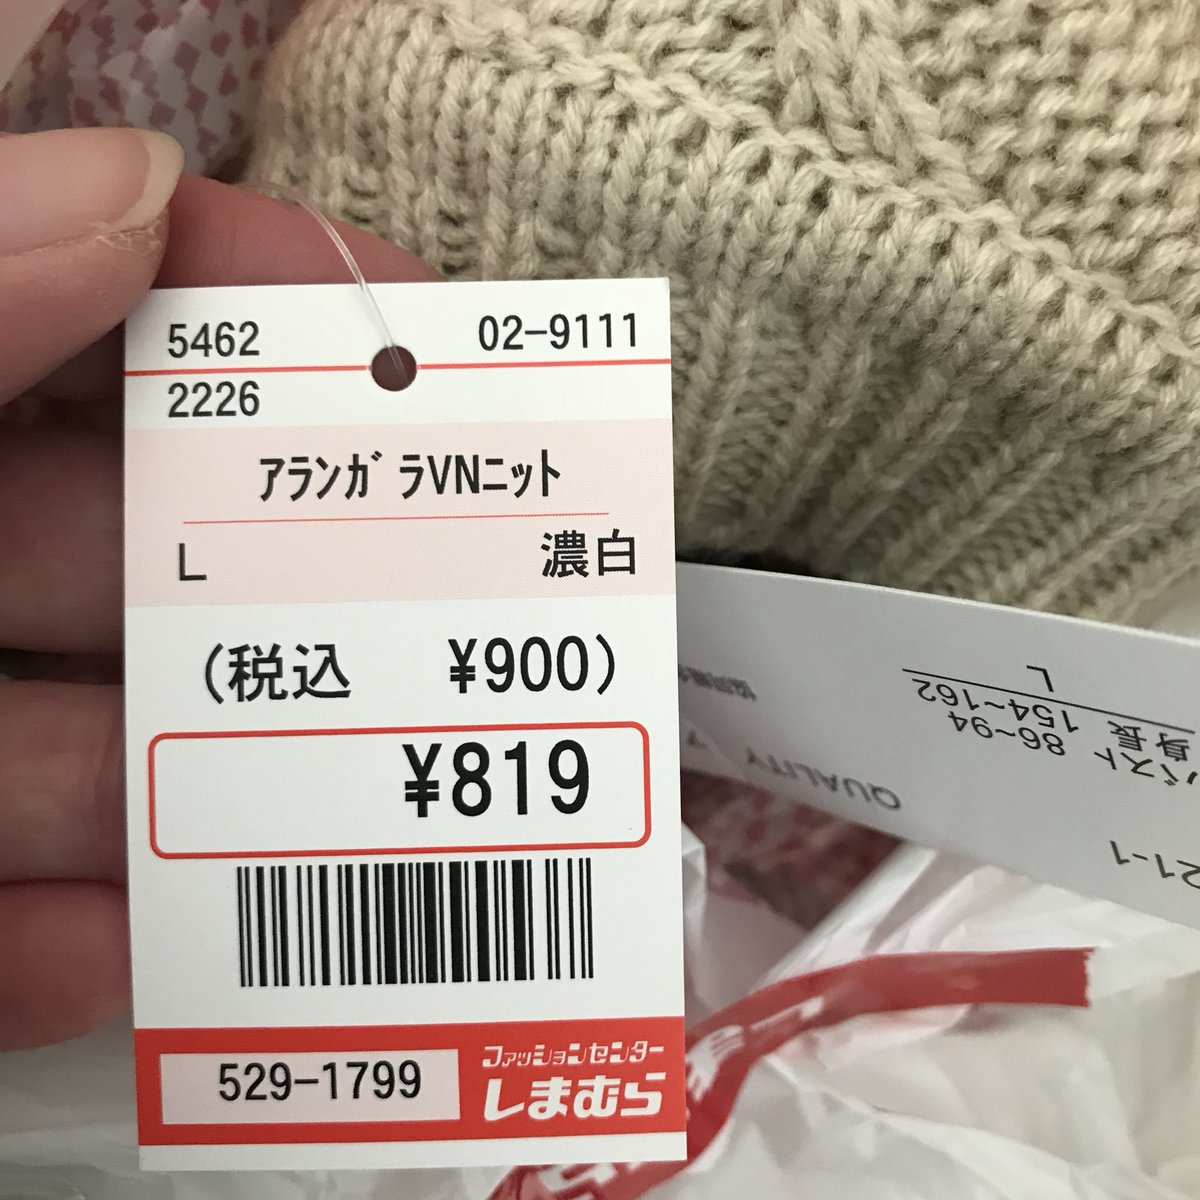 5462 02-9111
2226
ｱﾗﾝｶﾞﾗVNﾆｯﾄ
L 濃白
(税込 ¥900)
¥819
529-1799
ファッションセンター
しまむら
L
身長 154~162
バスト 86~94
QUALITY
21-1